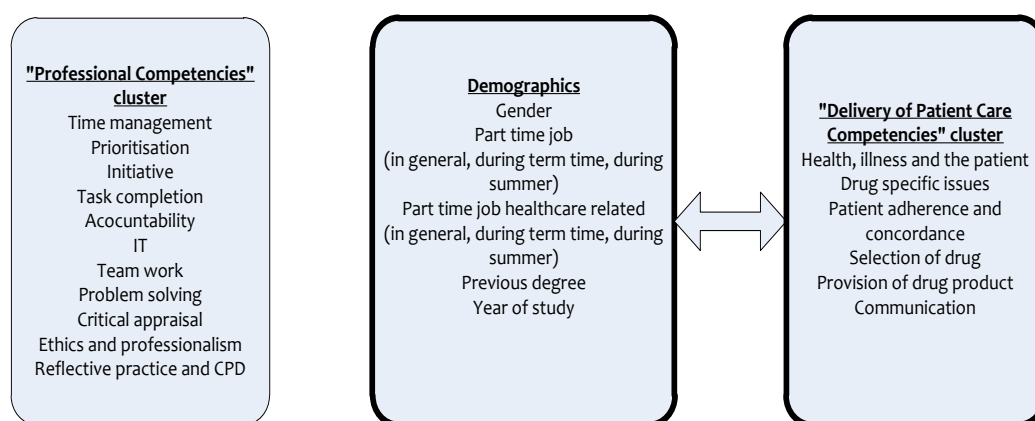 "Professional Competencies"
cluster
Time management
Prioritisation
Initiative
Task completion
Acocuntability
IT
Team work
Problem solving
Critical appraisal
Ethics and professionalism
Reflective practice and CPD
Demographics
Gender
Part time job
(in general, during term time, during
summer)
Part time job healthcare related
(in general, during term time, during
summer)
Previous degree
Year of study
"Delivery of Patient Care
Competencies" cluster
Health, illness and the patient
Drug specific issues
Patient adherence and
concordance
Selection of drug
Provision of drug product
Communication